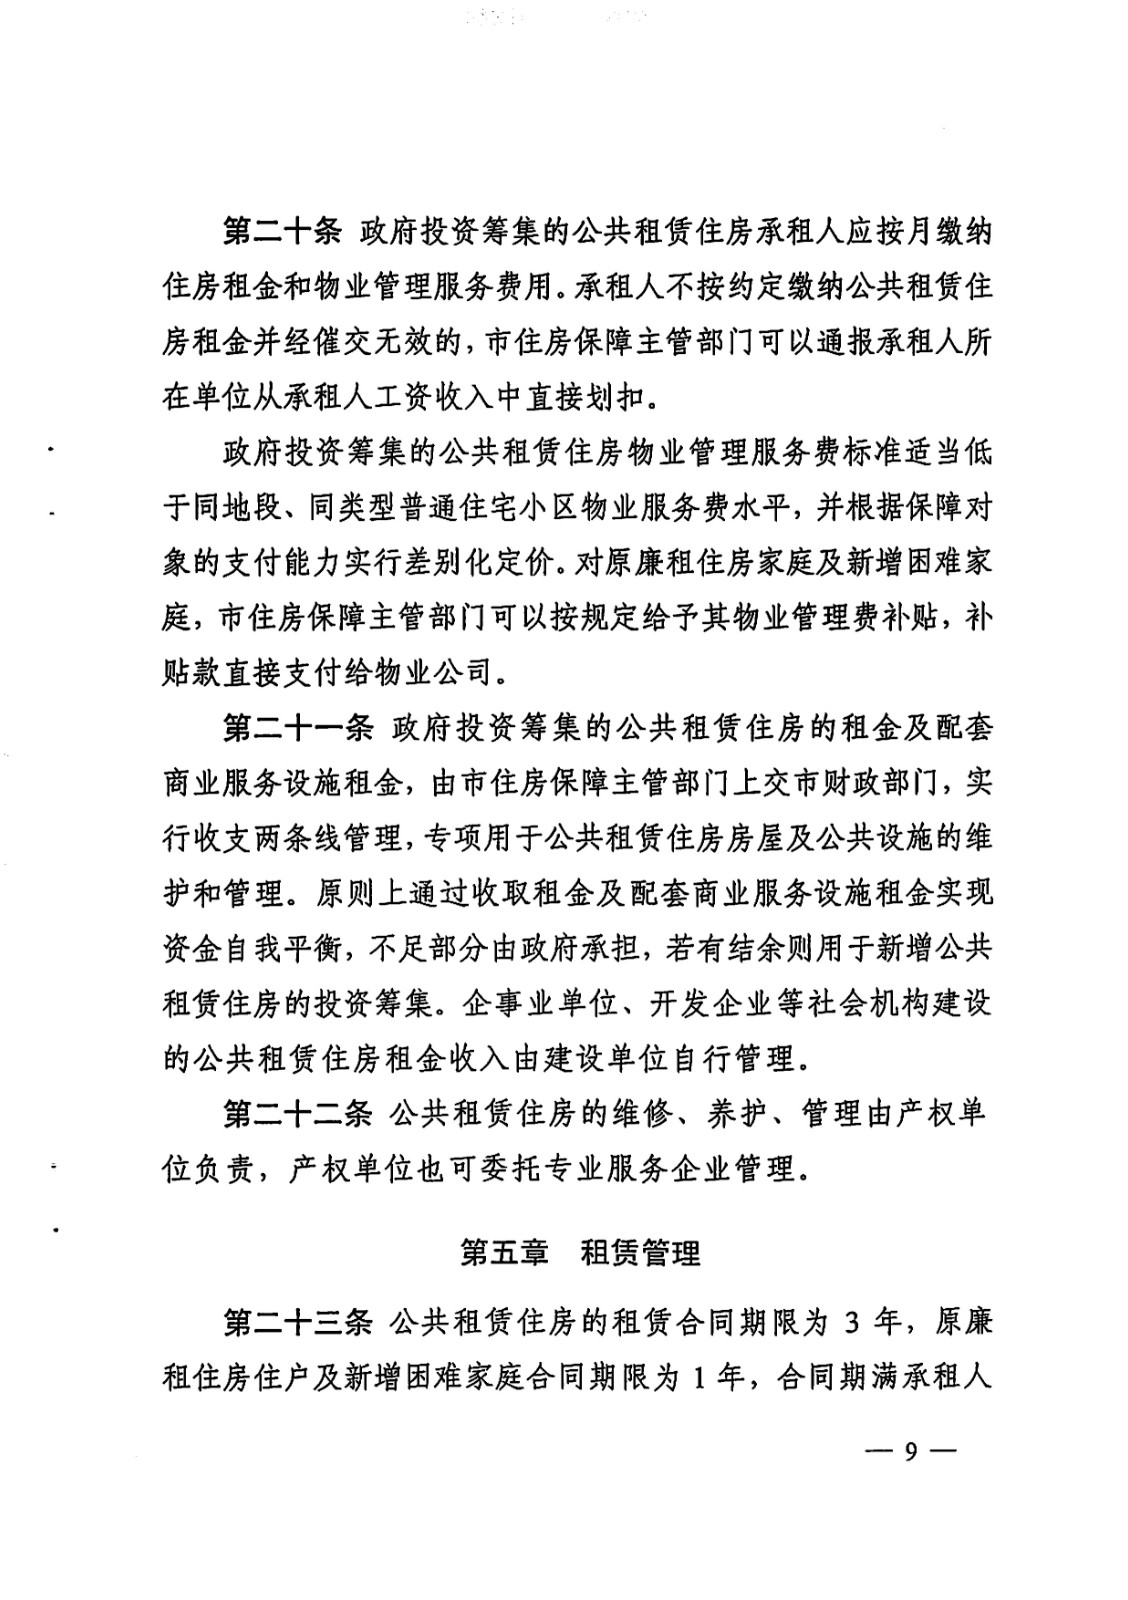 第二十条 政府投资筹集的公共租赁住房承租人应按月缴纳
住房租金和物业管理服务费用。承租人不按约定缴纳公共租赁住
房租金并经催交无效的，市住房保障主管部门可以通报承租人所
在单位从承租人工资收入中直接划扣。
政府投资筹集的公共租赁住房物业管理服务费标准适当低
于同地段、同类型普通住宅小区物业服务费水平，并根据保障对
象的支付能力实行差别化定价。对原廉租住房家庭及新增困难家
庭，市住房保障主管部门可以按规定给予其物业管理费补贴，补
贴款直接支付给物业公司。
第二十一条 政府投资筹集的公共租赁住房的租金及配套
商业服务设施租金，由市住房保障主管部门上交市财政部门，实
行收支两条线管理，专项用于公共租赁住房房屋及公共设施的维
护和管理。原则上通过收取租金及配套商业服务设施租金实现
资金自我平衡，不足部分由政府承担，若有结余则用于新增公共
租赁住房的投资筹集。企事业单位、开发企业等社会机构建设
的公共租赁住房租金收入由建设单位自行管理。
第二十二条 公共租赁住房的维修、养护、管理由产权单
位负责，产权单位也可委托专业服务企业管理。
第五章 租赁管理
第二十三条 公共租赁住房的租赁合同期限为 3 年，原廉
租住房住户及新增困难家庭合同期限为 1 年，合同期满承租人
— 9 —